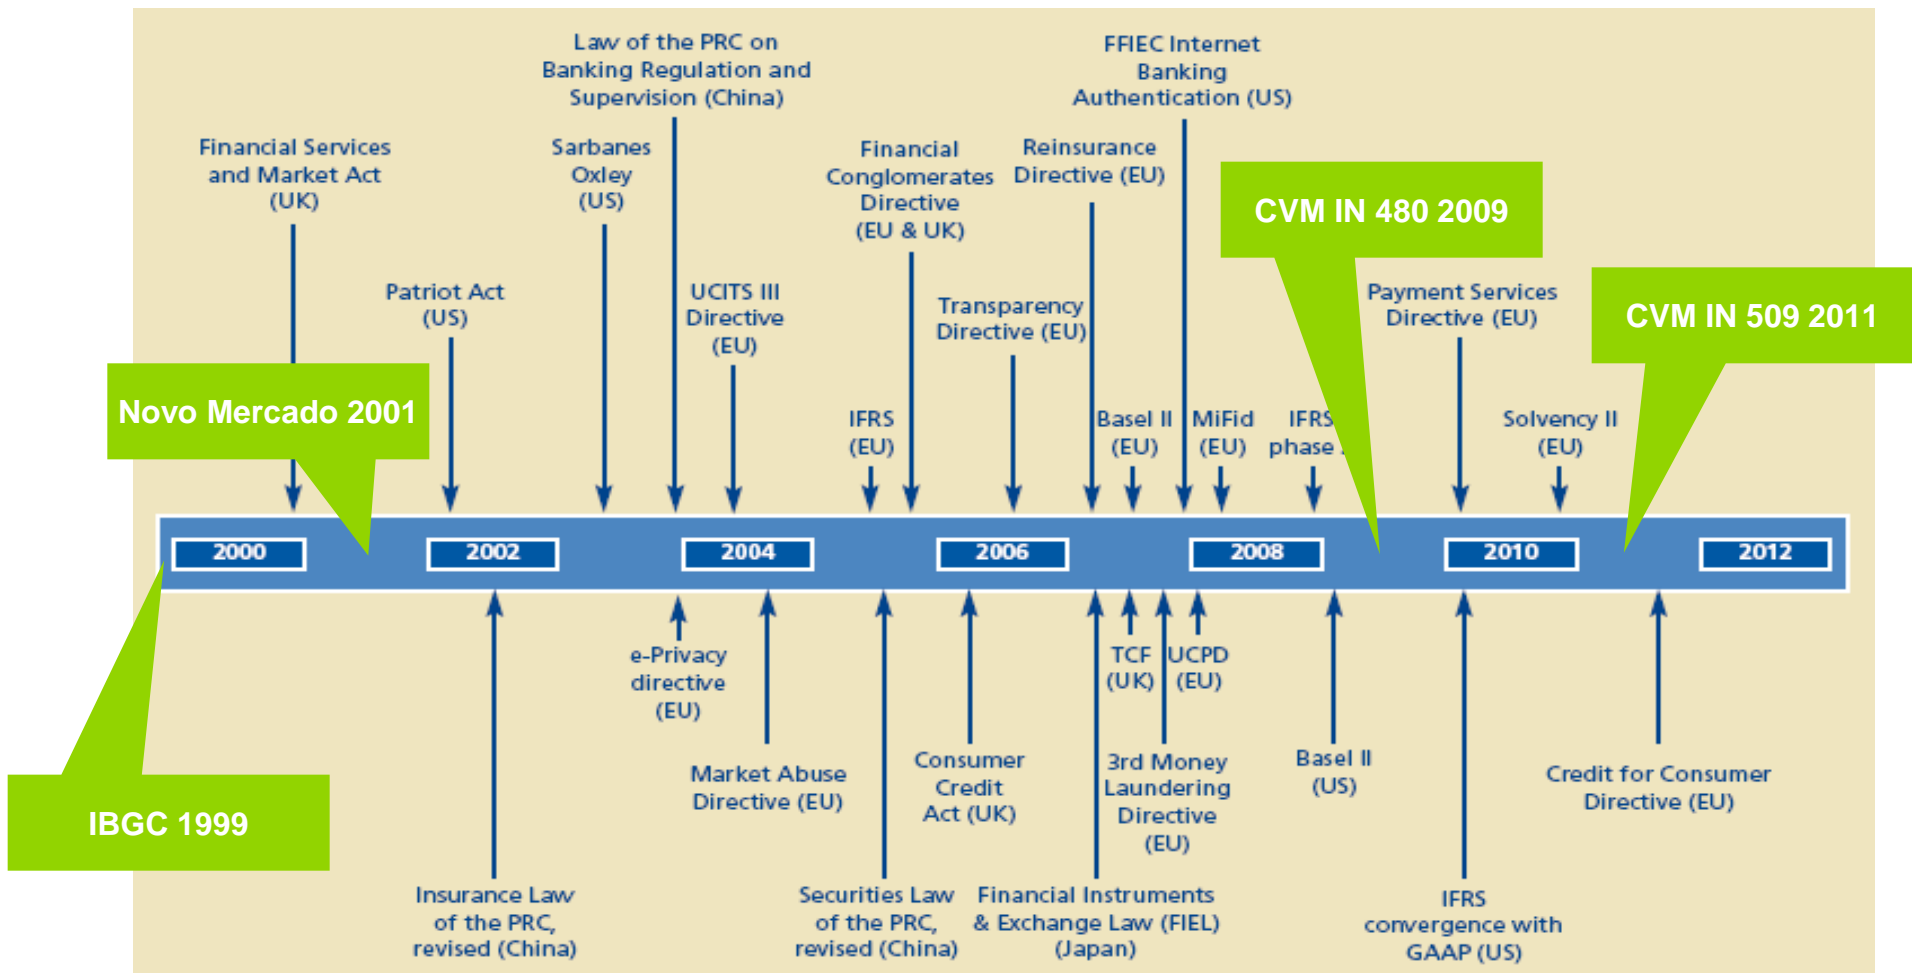 Law of the PRC on
Banking Regulation and
Supervision (China)
FFIEC Internet
Banking
Authentication (US)
Financial Services
and Market Act
(UK)
Sarbanes
Oxley
(US)
Financial
Conglomerates
Directive
(EU & UK)
Reinsurance
Directive (EU)
CVM IN 480 2009
Patriot Act
(US)
UCITS III
Directive
(EU)
Transparency
Directive (EU)
Payment Services
Directive (EU)
CVM IN 509 2011
Novo Mercado 2001
IFRS
(EU)
Basel II
(EU)
MiFid
(EU)
IFRS
phase
Solvency II
(EU)
2000
2002
2004
2006
2008
2010
2012
e-Privacy
directive
(EU)
TCF
(UK)
UCPD
(EU)
Market Abuse
Directive (EU)
Consumer
Credit
Act (UK)
3rd Money
Laundering
Directive
(EU)
Basel II
(US)
Credit for Consumer
Directive (EU)
IBGC 1999
Insurance Law
of the PRC,
revised (China)
Securities Law
of the PRC,
revised (China)
Financial Instruments
& Exchange Law (FIEL)
(Japan)
IFRS
convergence with
GAAP (US)